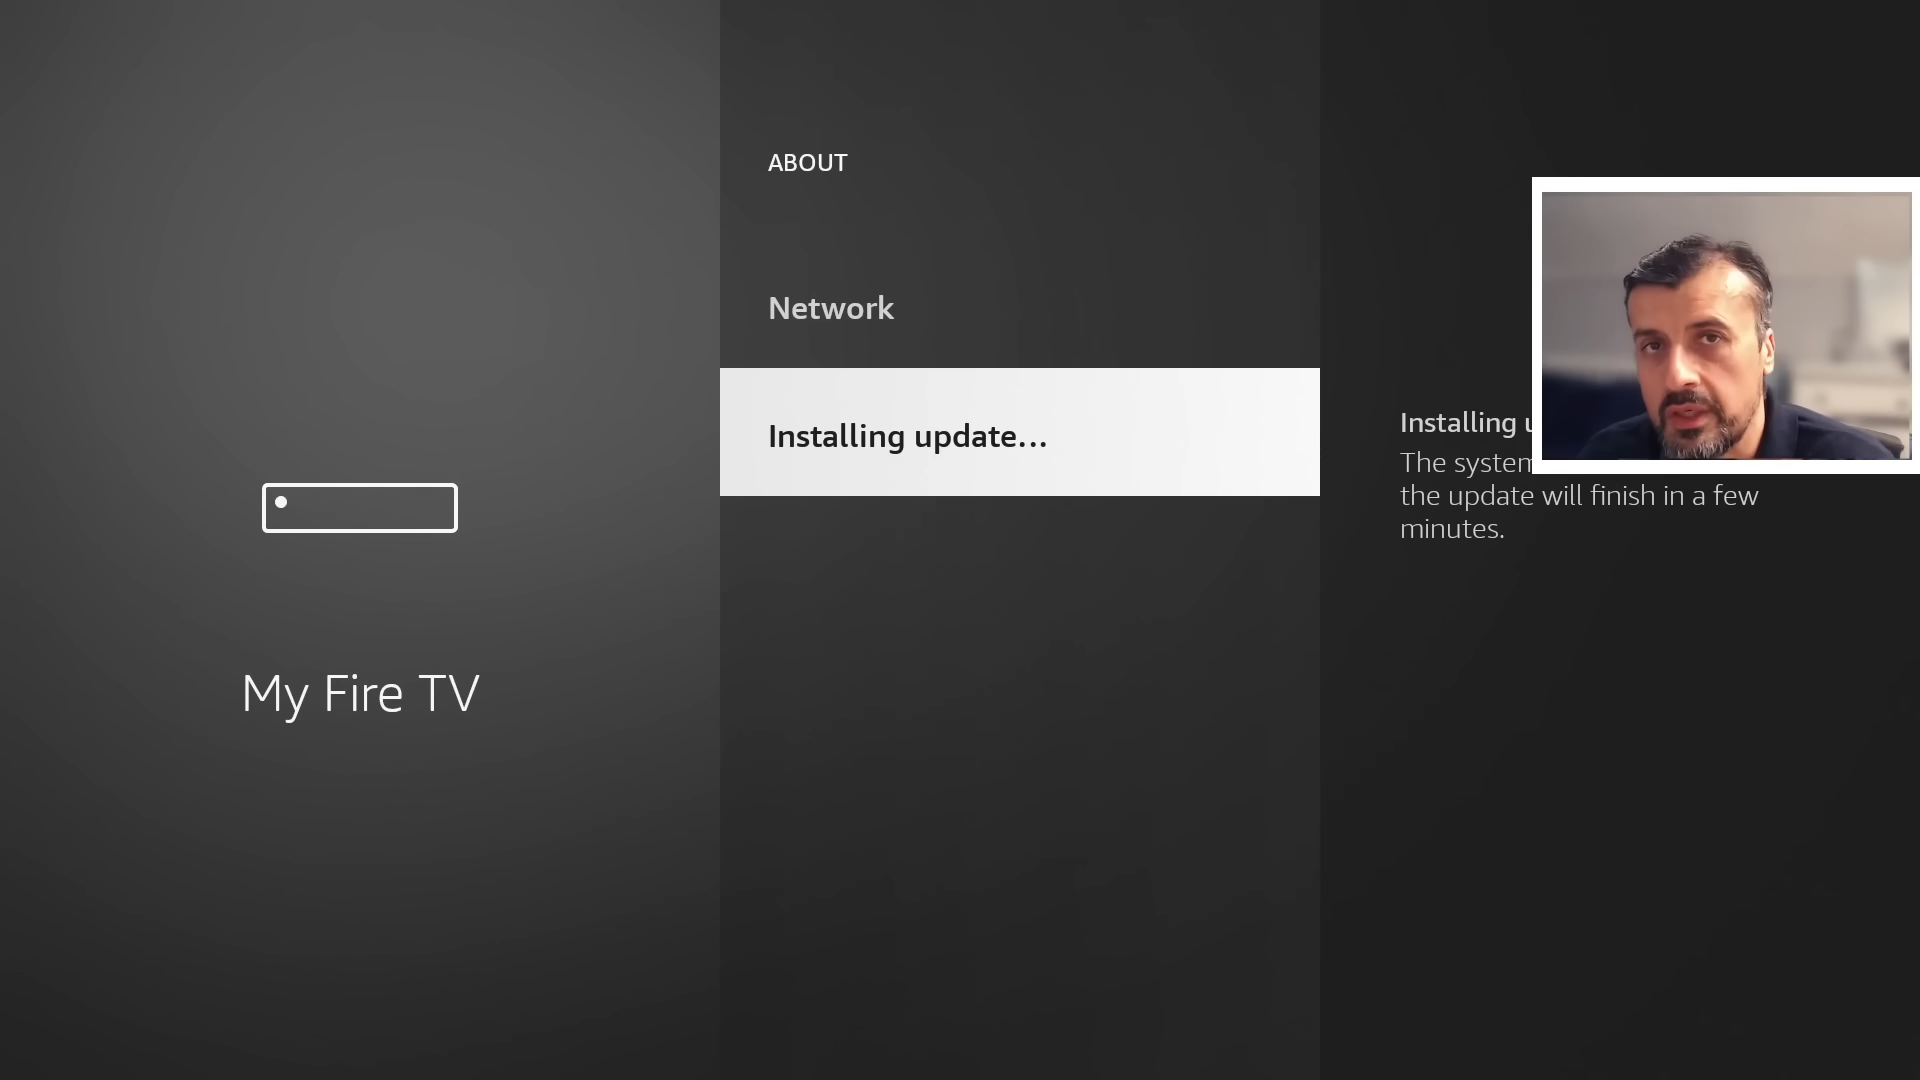 ABOUT
Network
Installing update...
My Fire TV
Installing
The system
the update will finish in a few
minutes.